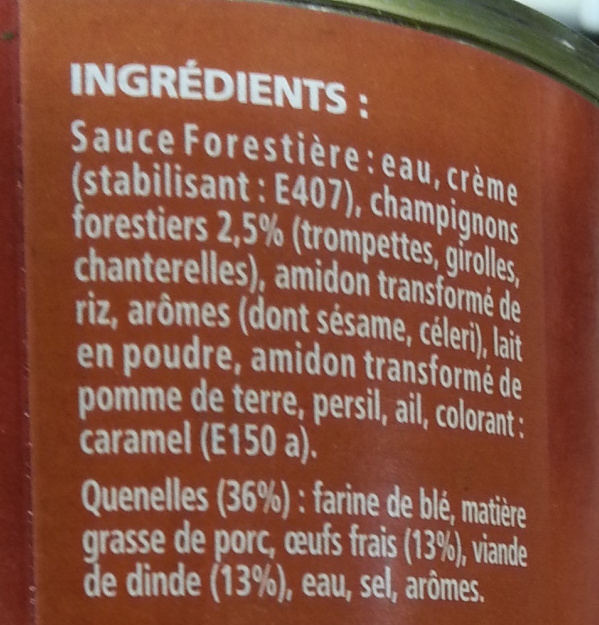 INGRÉDIENTS :
Sauce Forestière : eau, crème
(stabilisant : E407), champignons
forestiers 2,5% (trompettes, girolles,
chanterelles), amidon transformé de
riz, arômes (dont sésame, céleri), lait
en poudre, amidon transformé de
pomme de terre, persil, ail, colorant :
caramel (E150 a).
Quenelles (36%) : farine de blé, matière
grasse de porc, œufs frais (13%), viande
de dinde (13%), eau, sel, arômes.